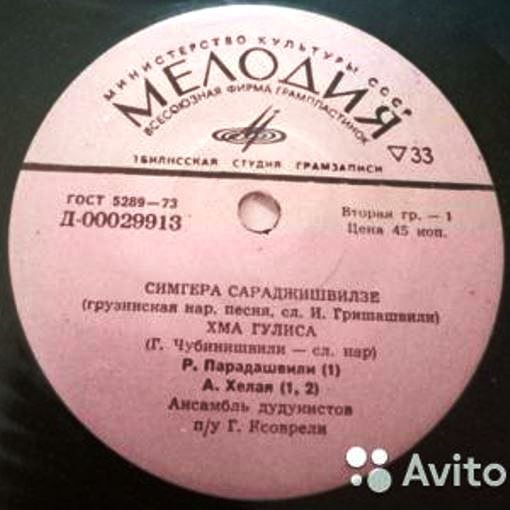 МИНИСТЕРСТВО КУЛЬТУРЫ СССР
МЕЛОДИЯ
ВСЕСОЮЗНАЯ ФИРМА ГРАМПЛАСТИНОК
ТБИЛИССКАЯ СТУДИЯ ГРАМЗАПИСИ
▽33
ГОСТ 5289—73
Д-00029913
Вторая гр. — 1
Цена 45 коп.
СИМГЕРА САРАДЖИШВИЛЗЕ
(грузинская нар. песня, сл. И. Гришашвили)
ХМА ГУЛИСА
(Г. Чубинишвили — сл. нар)
Р. Парадашвили (1)
А. Хелая (1, 2)
Ансамбль дудукистов
п/у Г. Ксоврели
Avito